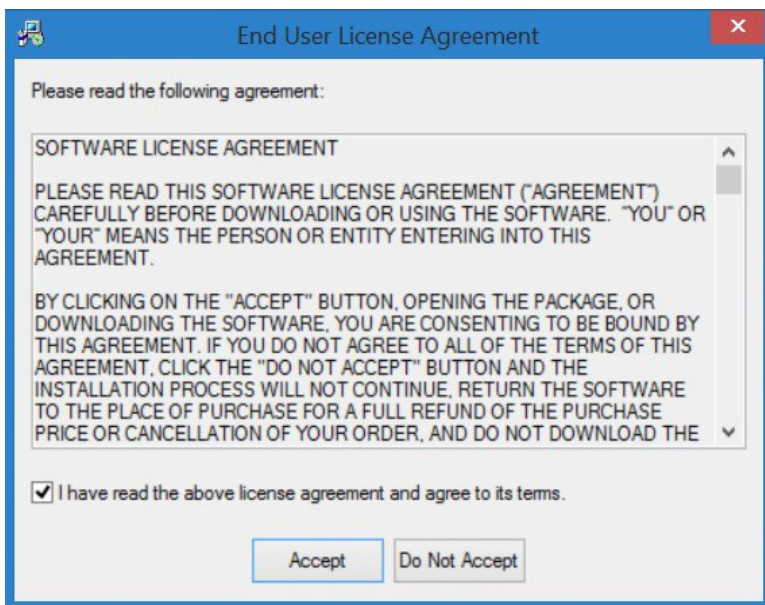 End User License Agreement
Please read the following agreement:
SOFTWARE LICENSE AGREEMENT
PLEASE READ THIS SOFTWARE LICENSE AGREEMENT ("AGREEMENT")
CAREFULLY BEFORE DOWNLOADING OR USING THE SOFTWARE.  "YOU" OR
"YOUR" MEANS THE PERSON OR ENTITY ENTERING INTO THIS
AGREEMENT.
BY CLICKING ON THE "ACCEPT" BUTTON, OPENING THE PACKAGE, OR
DOWNLOADING THE SOFTWARE, YOU ARE CONSENTING TO BE BOUND BY
THIS AGREEMENT. IF YOU DO NOT AGREE TO ALL OF THE TERMS OF THIS
AGREEMENT, CLICK THE "DO NOT ACCEPT" BUTTON AND THE
INSTALLATION PROCESS WILL NOT CONTINUE, RETURN THE SOFTWARE
TO THE PLACE OF PURCHASE FOR A FULL REFUND OF THE PURCHASE
PRICE OR CANCELLATION OF YOUR ORDER, AND DO NOT DOWNLOAD THE
I have read the above license agreement and agree to its terms.
Accept
Do Not Accept